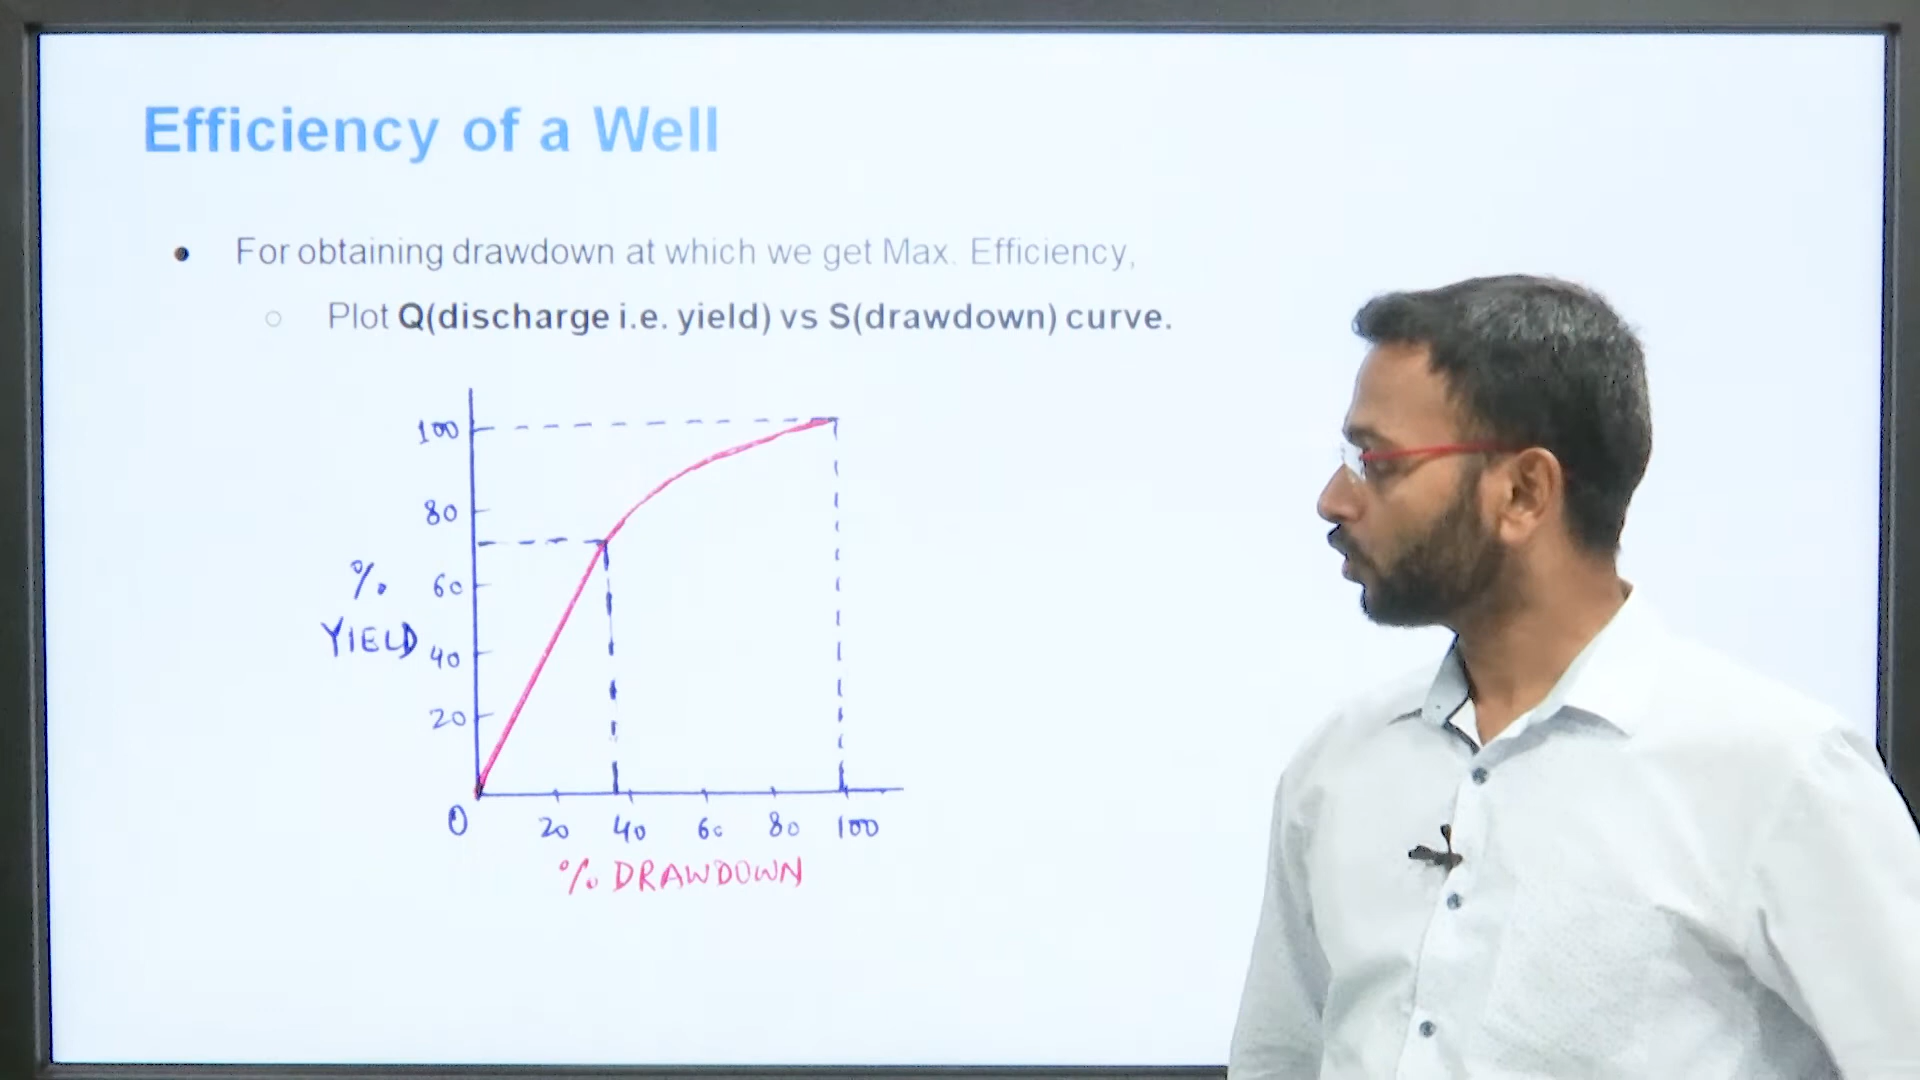 Efficiency of a Well
● For obtaining drawdown at which we get Max. Efficiency,
○ Plot Q(discharge i.e. yield) vs S(drawdown) curve.
100
80
%
60
YIELD
40
20
0 20 40 60 80 100
% DRAWDOWN